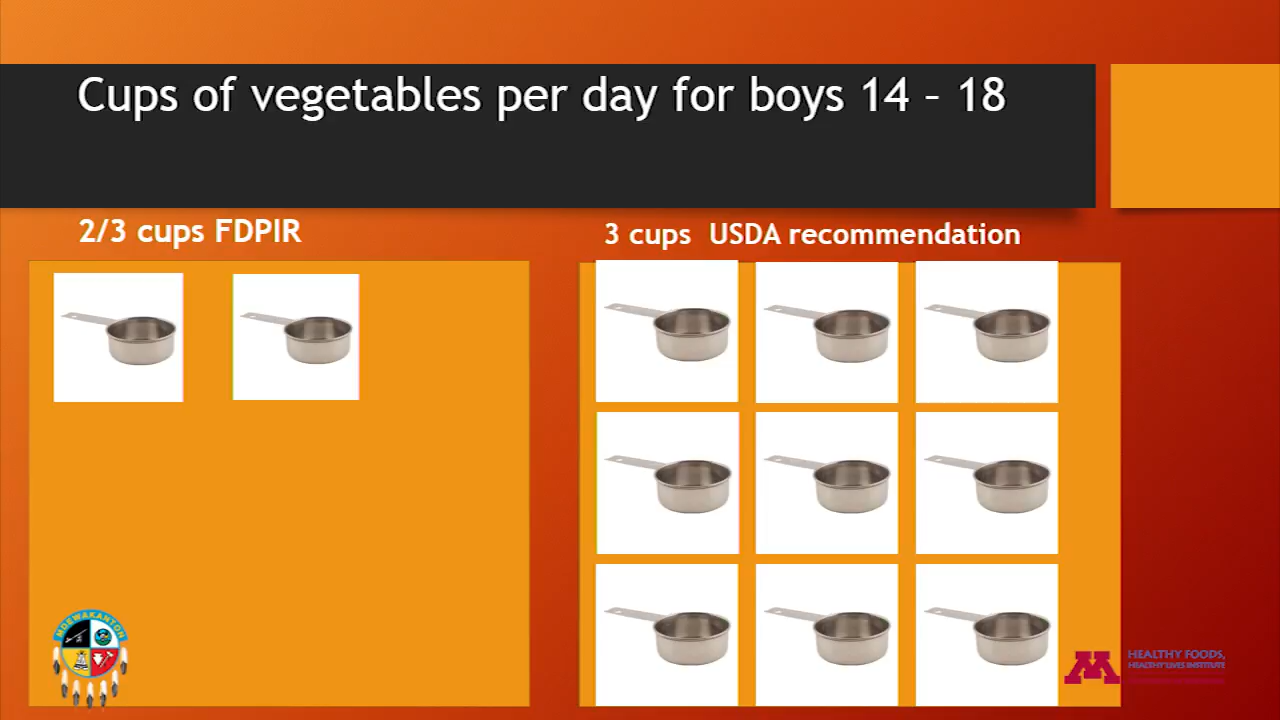 Cups of vegetables per day for boys 14 – 18
2/3 cups FDPIR
3 cups  USDA recommendation
MDEWAKANTON
HEALTHY FOODS,
HEALTHY LIVES INSTITUTE